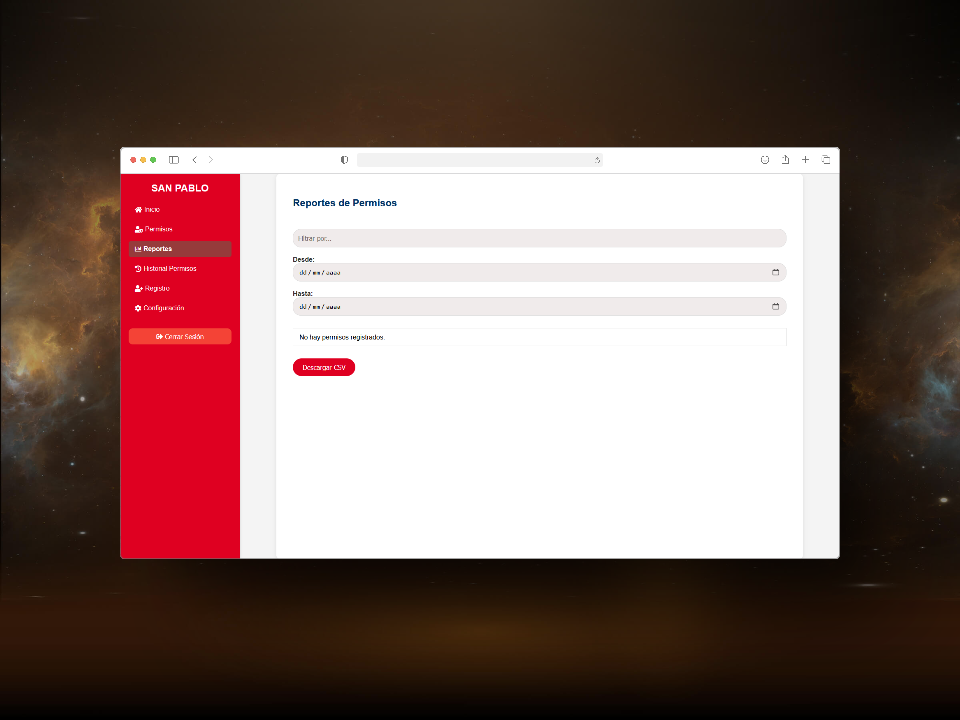 SAN PABLO
Inicio
Permisos
Reportes
Historial Permisos
Registro
Configuración
Cerrar Sesión
Reportes de Permisos
Filtrar por...
Desde:
dd/mm/aaaa
Hasta:
dd/mm/aaaa
No hay permisos registrados.
Descargar CSV